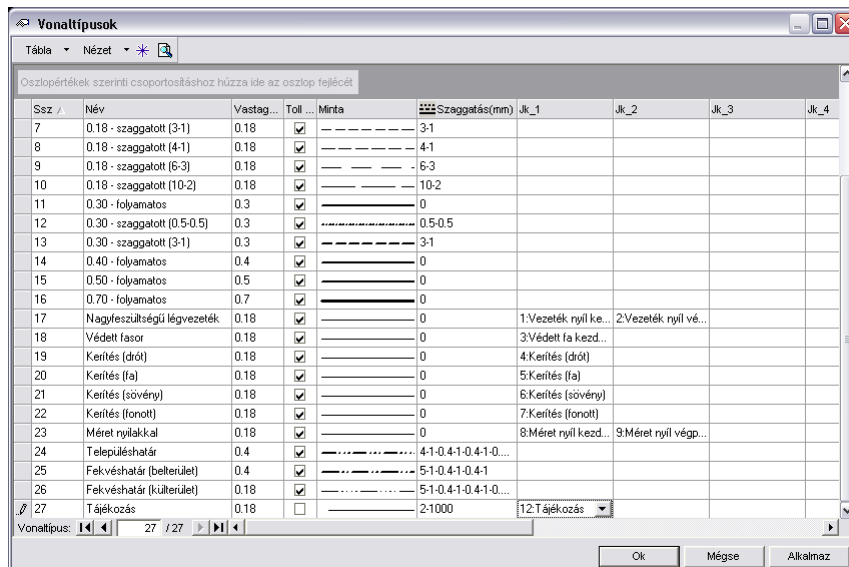 Vonaltípusok
Tábla Nézet
Oszlopértékek szerinti csoportosításhoz húzza ide az oszlop fejlécét
Ssz Név Vastag... Toll ... Minta Szaggatás(mm) Jk_1 Jk_2 Jk_3 Jk_4
7 0.18 - szaggatott (3-1) 0.18 3-1
8 0.18 - szaggatott (4-1) 0.18 4-1
9 0.18 - szaggatott (6-3) 0.18 6-3
10 0.18 - szaggatott (10-2) 0.18 10-2
11 0.30 - folyamatos 0.3 0
12 0.30 - szaggatott (0.5-0.5) 0.3 0.5-0.5
13 0.30 - szaggatott (3-1) 0.3 3-1
14 0.40 - folyamatos 0.4 0
15 0.50 - folyamatos 0.5 0
16 0.70 - folyamatos 0.7 0
17 Nagyfeszültségű légvezeték 0.18 0 1:Vezeték nyíl ke... 2:Vezeték nyíl vé...
18 Védett fasor 0.18 0 3:Védett fa kezd...
19 Kerítés (drót) 0.18 0 4:Kerítés (drót)
20 Kerítés (fa) 0.18 0 5:Kerítés (fa)
21 Kerítés (sövény) 0.18 0 6:Kerítés (sövény)
22 Kerítés (fonott) 0.18 0 7:Kerítés (fonott)
23 Méret nyilakkal 0.18 0 8:Méret nyíl kezd... 9:Méret nyíl végp...
24 Településhatár 0.4 4-1-0.4-1-0.4-1-0....
25 Fekvéshatár (belterület) 0.4 5-1-0.4-1-0.4-1
26 Fekvéshatár (külterület) 0.18 5-1-0.4-1-0.4-1-0....
27 Tájékozás 0.18 2-1000 12:Tájékozás
Vonaltípus: 27 / 27
Ok Mégse Alkalmaz